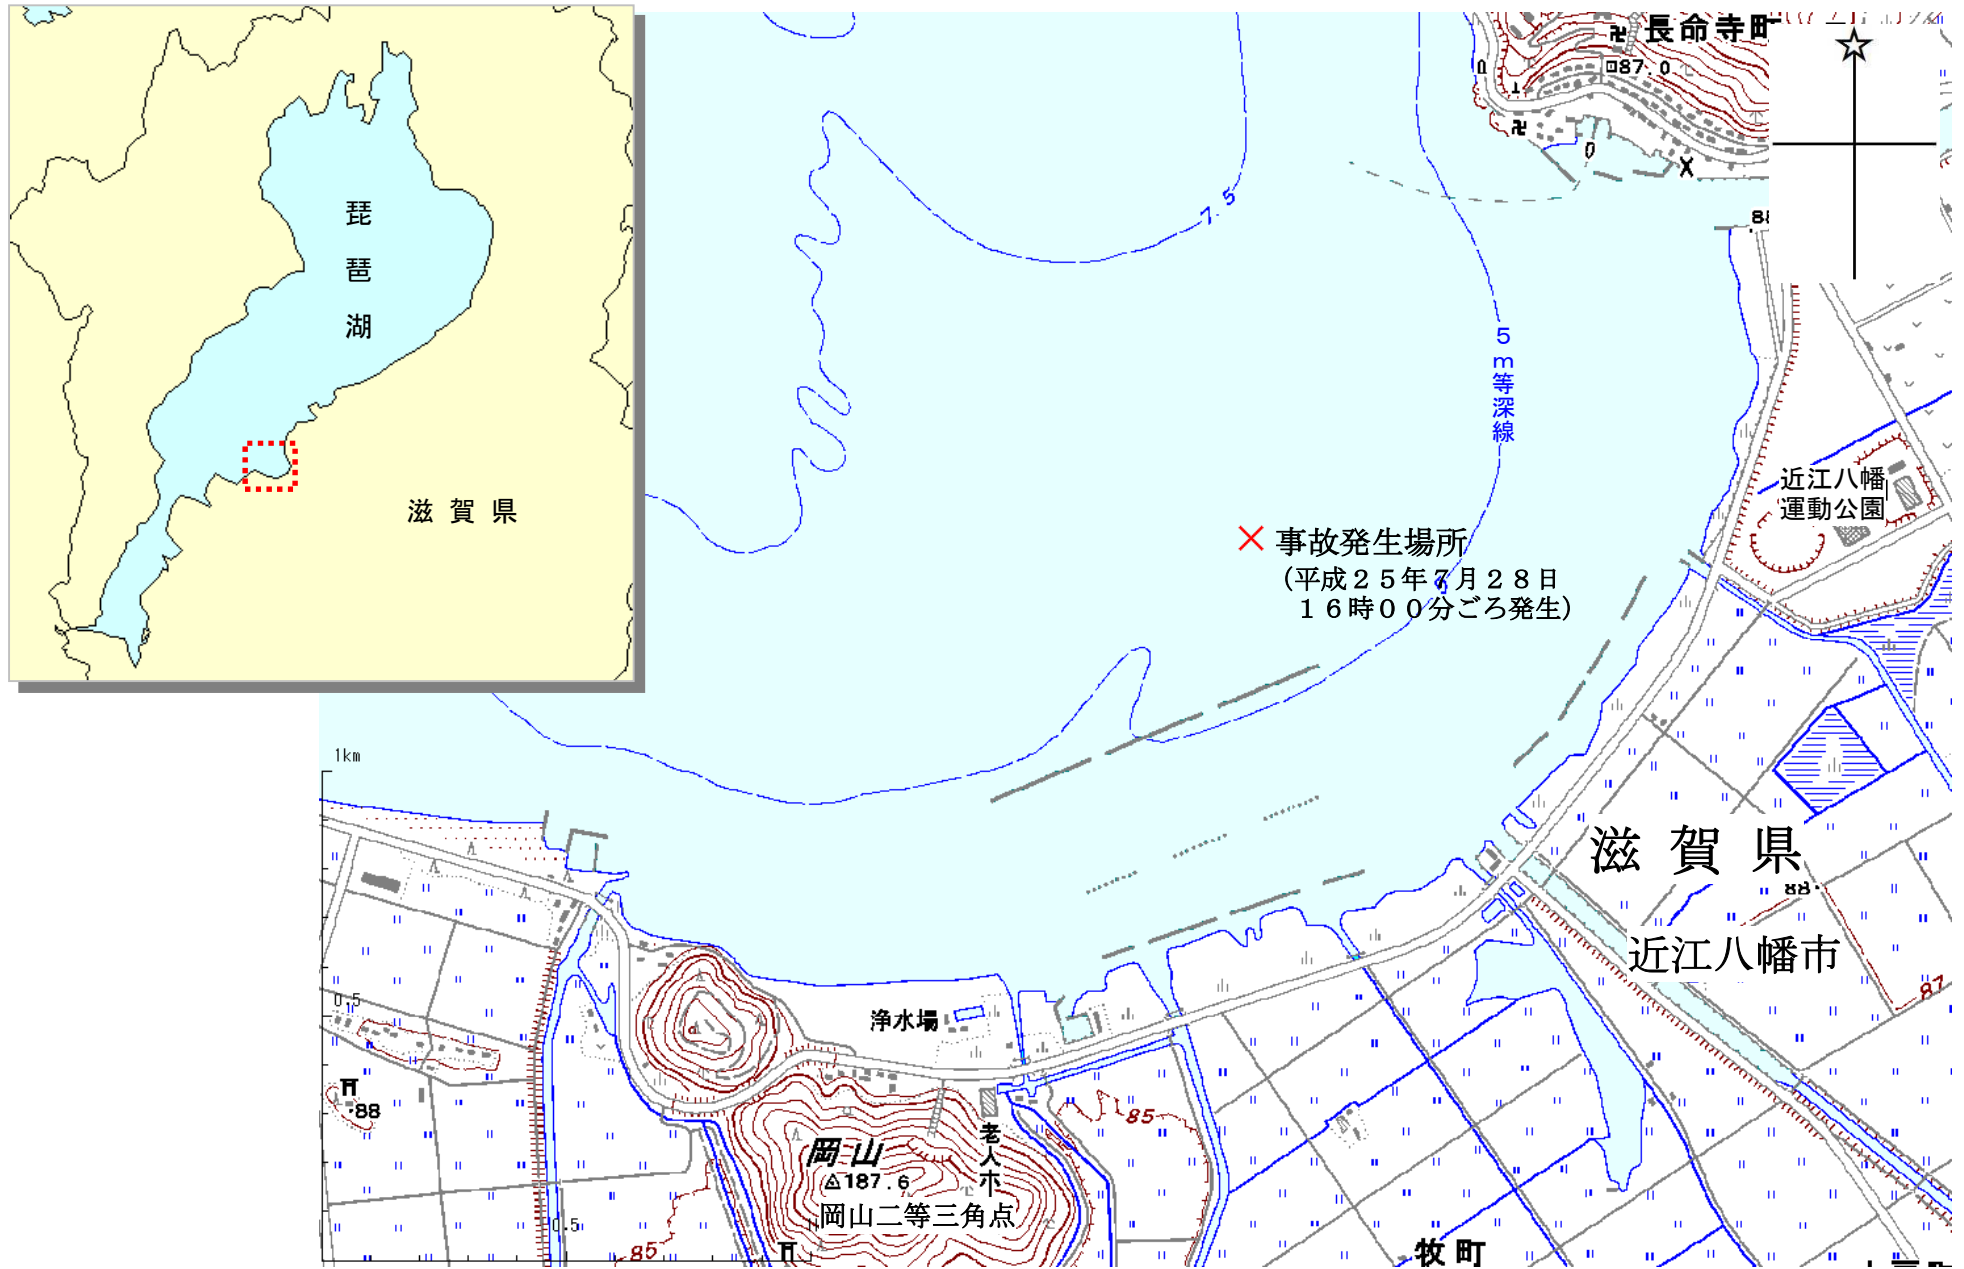 琵
琶
湖
滋 賀 県
長命寺町
87.0
7.5
88
5
m
等
深
線
近江八幡
運動公園
事故発生場所
(平成25年7月28日
16時00分ごろ発生)
1km
滋 賀 県
88
近江八幡市
87
0.5
浄水場
88
85
老人ホ
岡山
187.6
岡山二等三角点
0.5
85
牧町